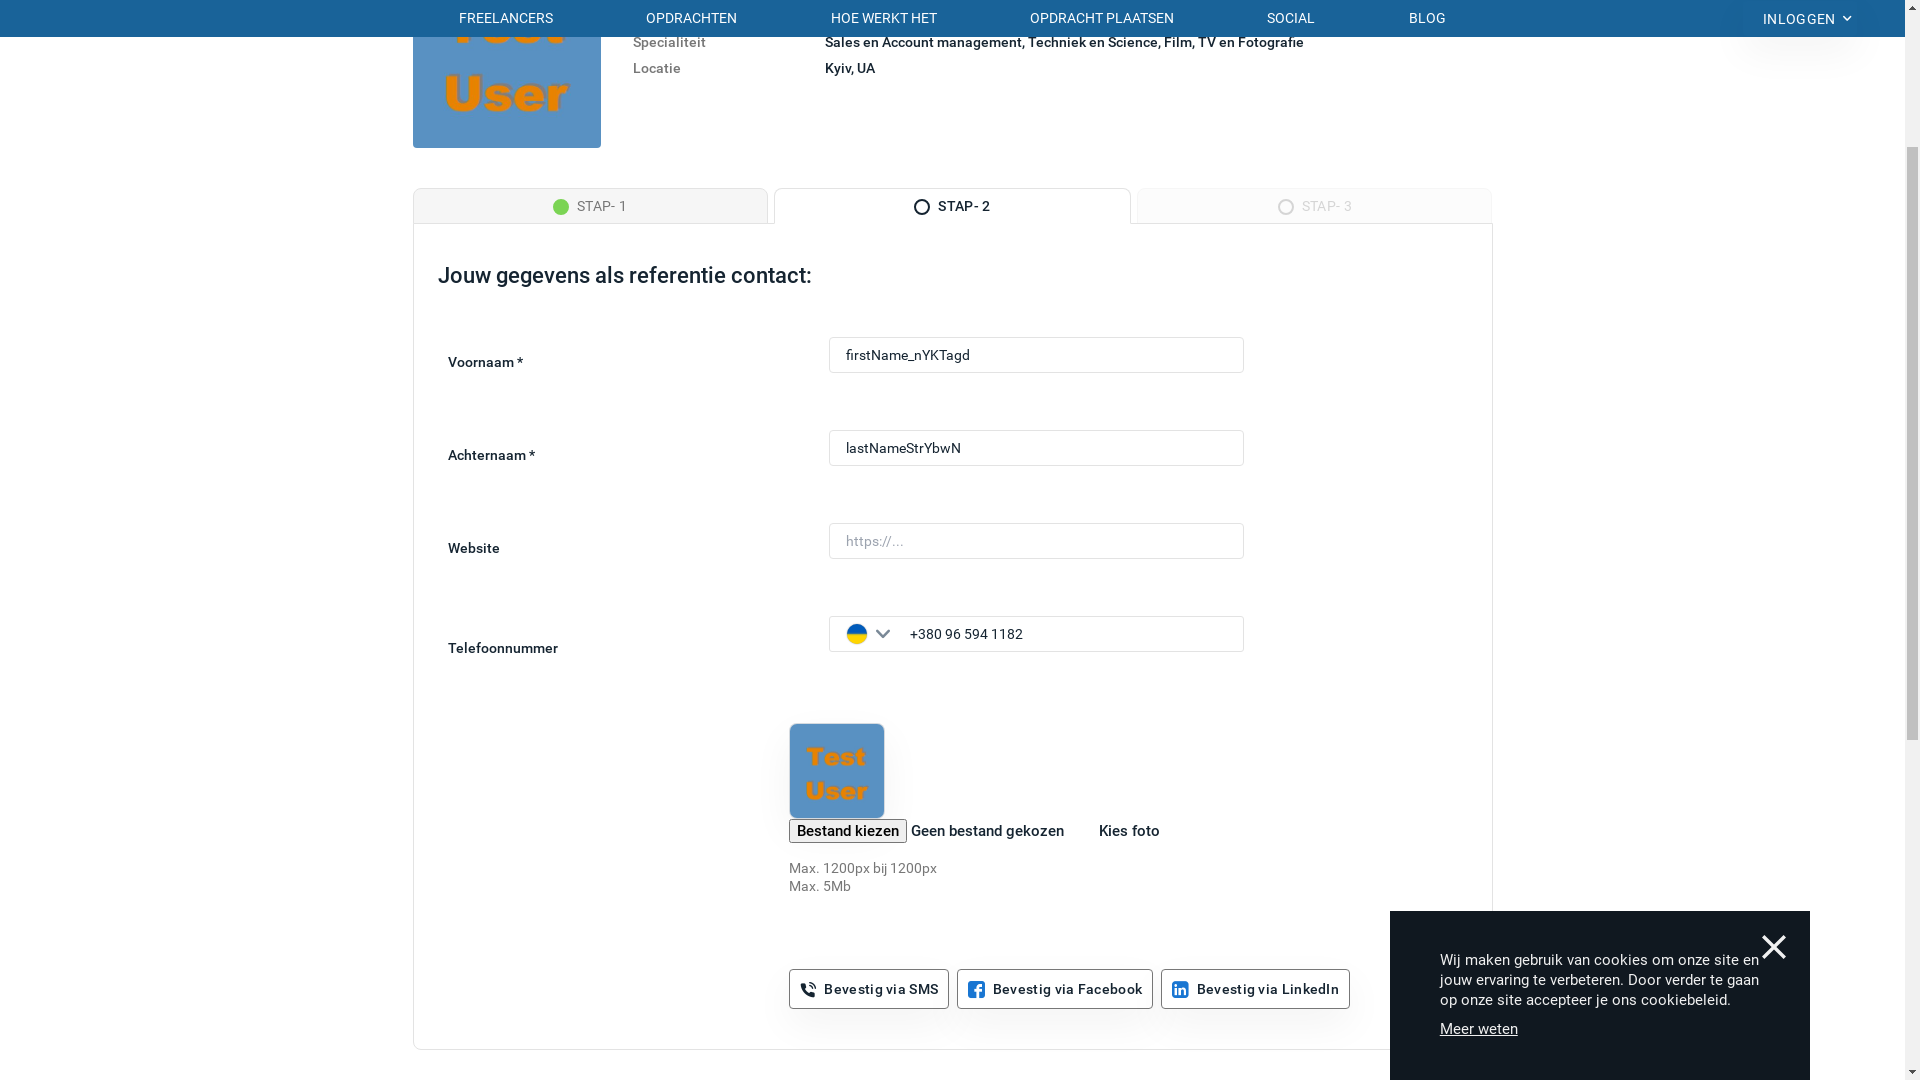 FREELANCERS OPDRACHTEN HOE WERKT HET OPDRACHT PLAATSEN SOCIAL BLOG INLOGGEN
Specialiteit Sales en Account management, Techniek en Science, Film, TV en Fotografie
Locatie Kyiv, UA
Test
User
STAP- 1 STAP- 2 STAP- 3
Jouw gegevens als referentie contact:
Voornaam * firstName_nYKTagd
Achternaam * lastNameStrYbwN
Website https://...
Telefoonnummer +380 96 594 1182
Test
User
Bestand kiezen Geen bestand gekozen Kies foto
Max. 1200px bij 1200px
Max. 5Mb
Bevestig via SMS Bevestig via Facebook Bevestig via LinkedIn
Wij maken gebruik van cookies om onze site en
jouw ervaring te verbeteren. Door verder te gaan
op onze site accepteer je ons cookiebeleid.
Meer weten